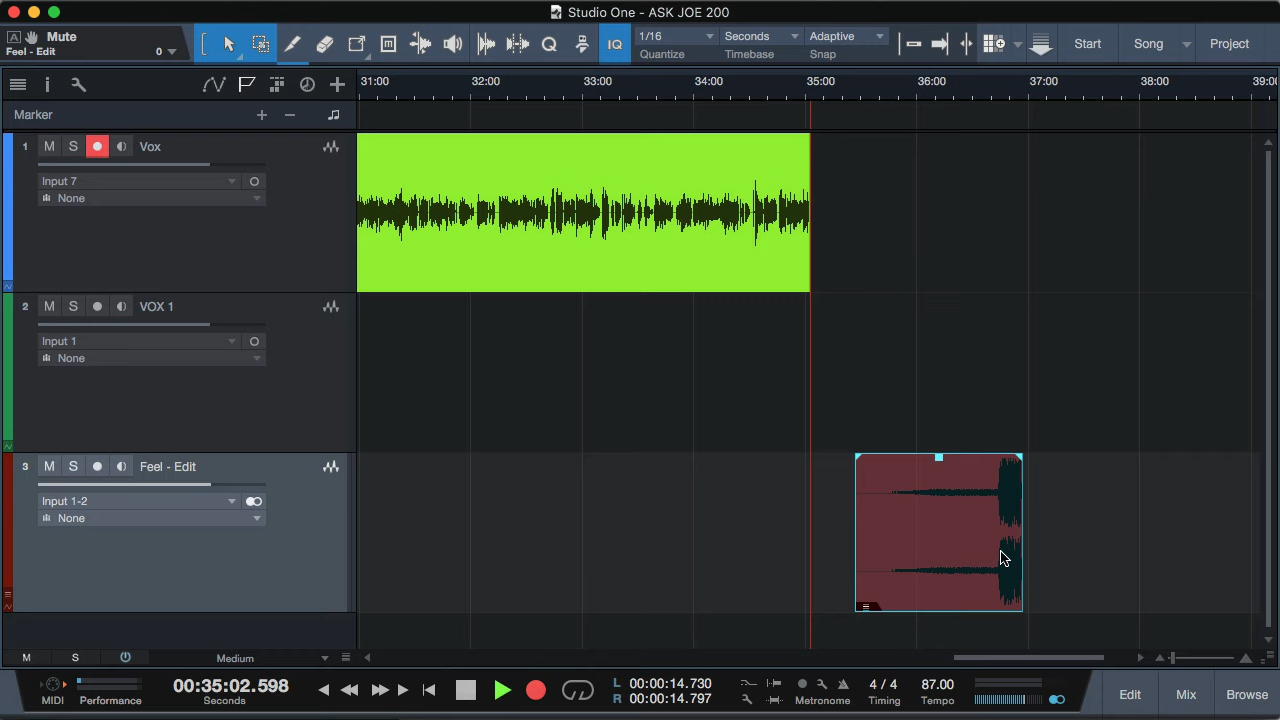 Studio One - ASK JOE 200
A Mute
Feel - Edit 0
IQ
1/16 Seconds Adaptive
Quantize Timebase Snap
Start Song Project
31:00 32:00 33:00 34:00 35:00 36:00 37:00 38:00 39:00
Marker
1 M S Vox
Input 7
None
2 M S VOX 1
Input 1
None
3 M S Feel - Edit
Input 1-2
None
M S Medium
MIDI Performance
00:35:02.598
Seconds
L 00:00:14.730
R 00:00:14.797
Metronome
4 / 4
Timing
87.00
Tempo
Edit Mix Browse